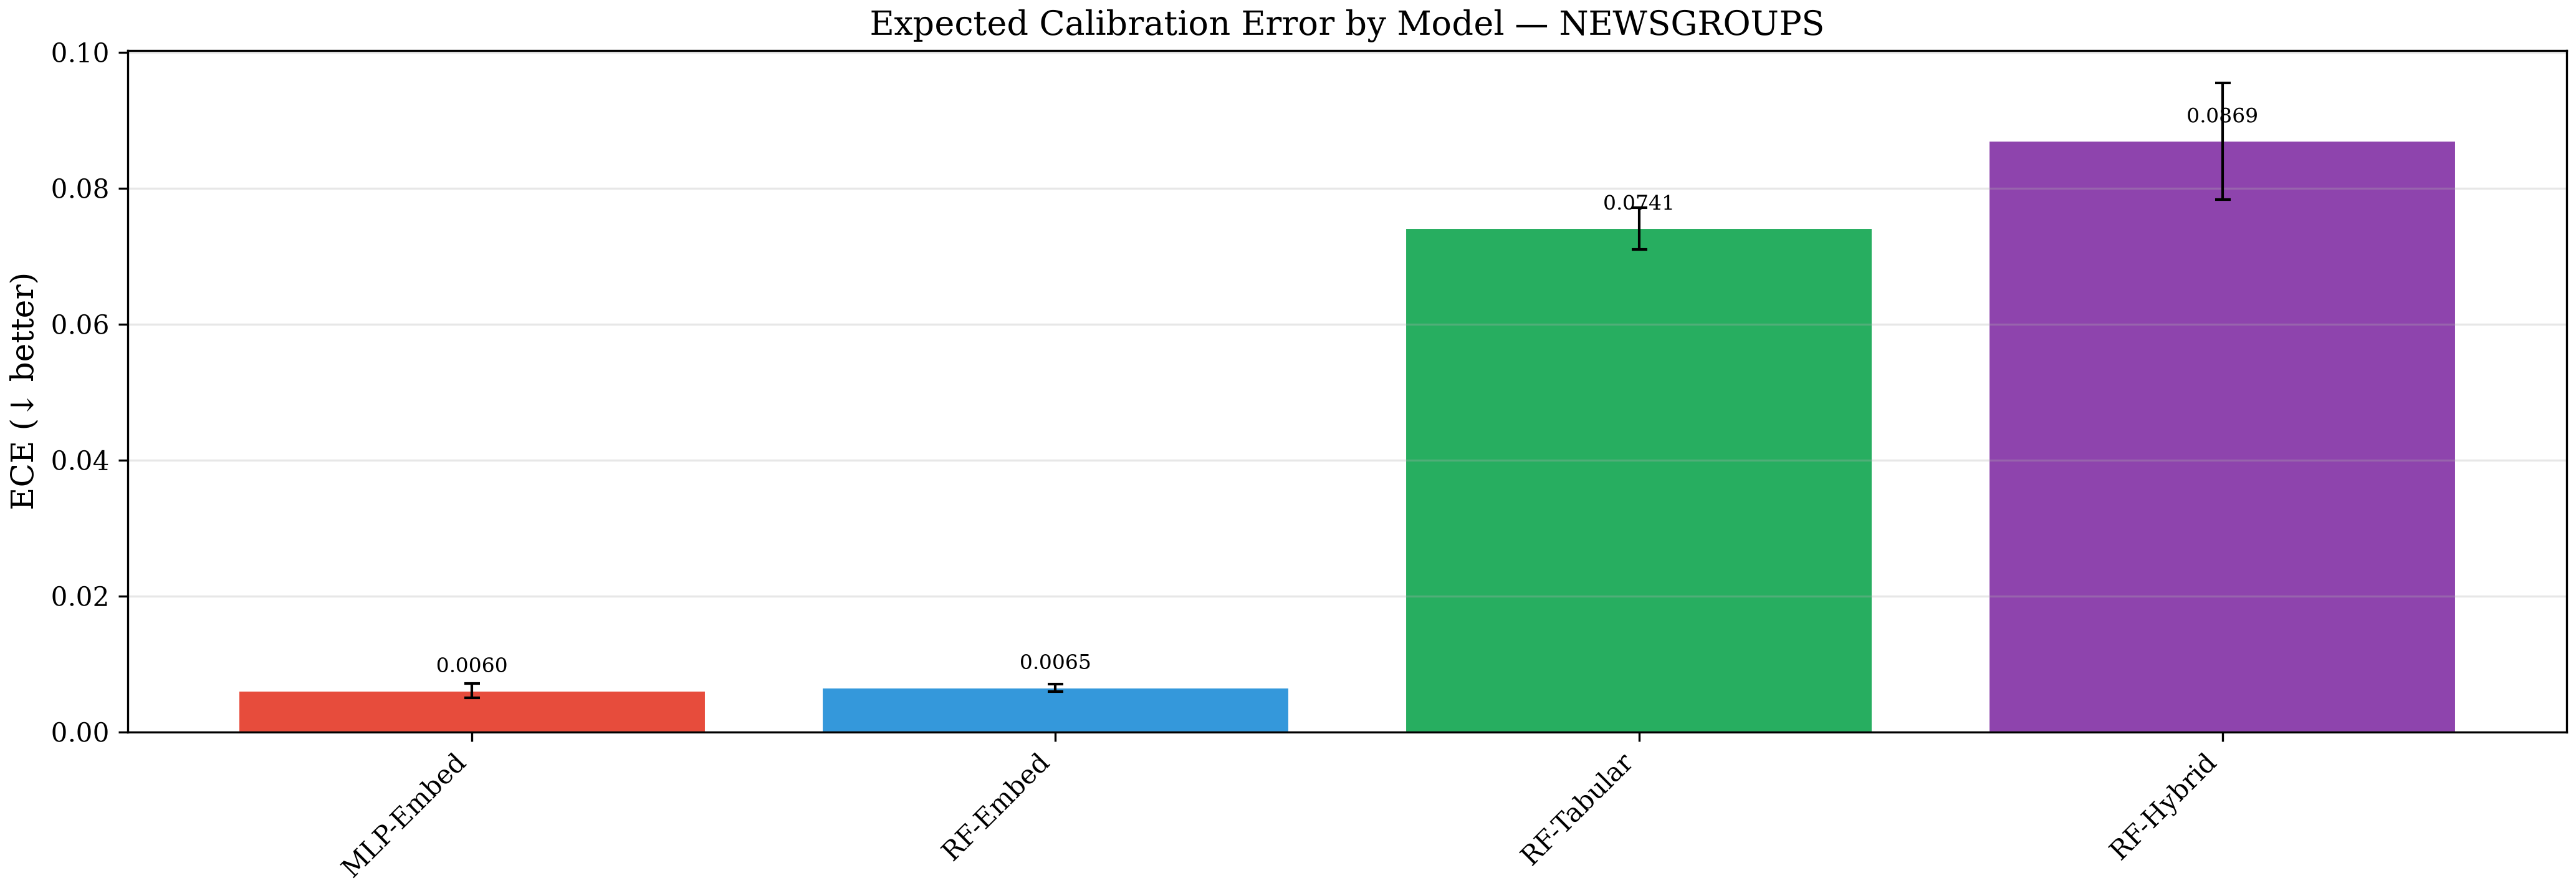 Expected Calibration Error by Model — NEWSGROUPS
ECE (↓ better)
0.10
0.08
0.06
0.04
0.02
0.00
0.0060
0.0065
0.0741
0.0869
MLP-Embed
RF-Embed
RF-Tabular
RF-Hybrid